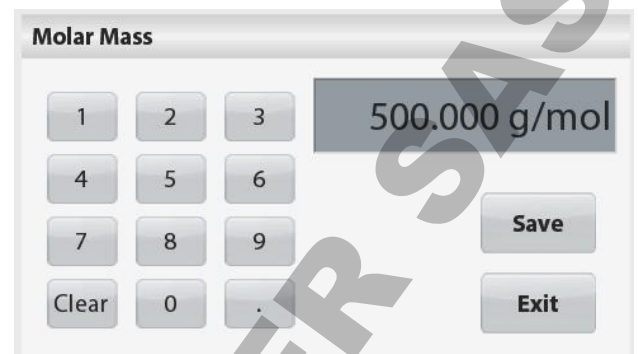 Molar Mass
1 2 3
500.000 g/mol
4 5 6
7 8 9
Save
Clear 0 .
Exit